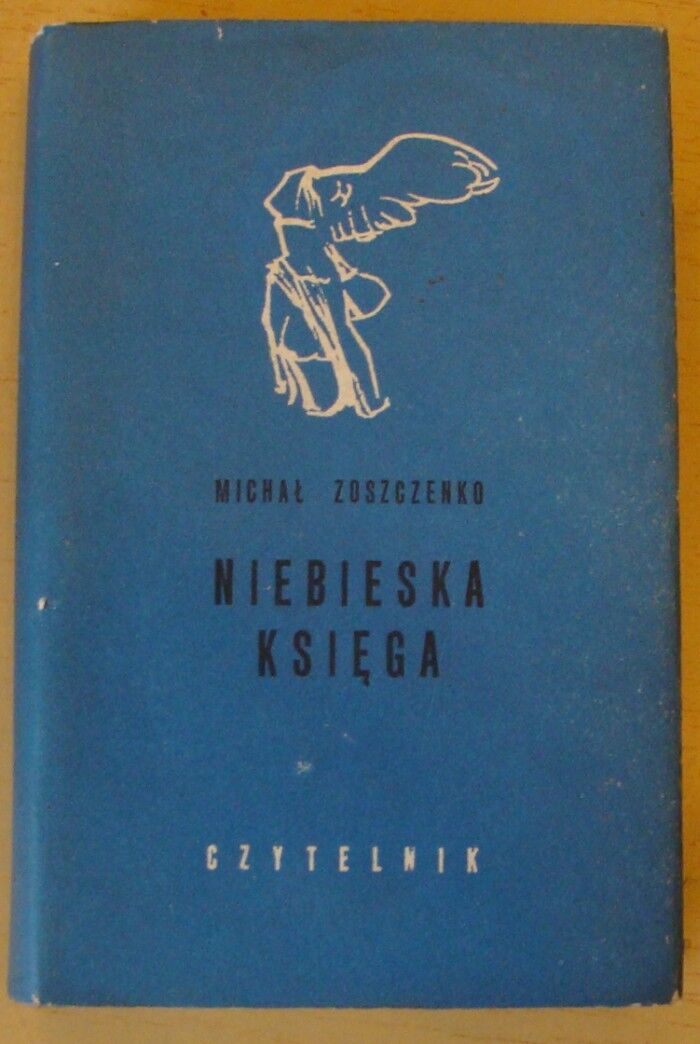 MICHAŁ ZOSZCZENKO
NIEBIESKA
KSIĘGA
CZYTELNIK